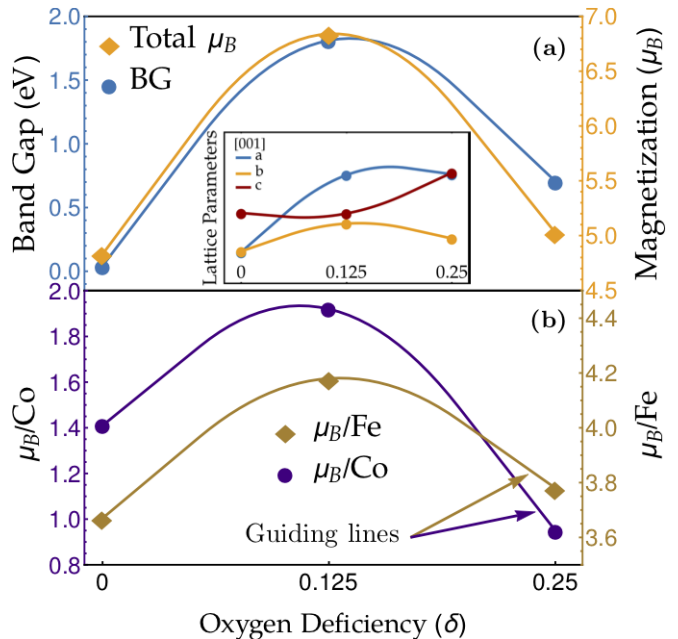 Band Gap (eV)
2.0
1.5
1.0
0.5
0.0
Total μB
BG
(a)
[001]
a
b
c
Lattice Parameters
0
0.125
0.25
7.0
6.5
6.0
5.5
5.0
4.5
Magnetization (μB)
μB/Co
2.0
1.8
1.6
1.4
1.2
1.0
0.8
(b)
μB/Fe
μB/Co
Guiding lines
4.4
4.2
4.0
3.8
3.6
μB/Fe
0
0.125
0.25
Oxygen Deficiency (δ)